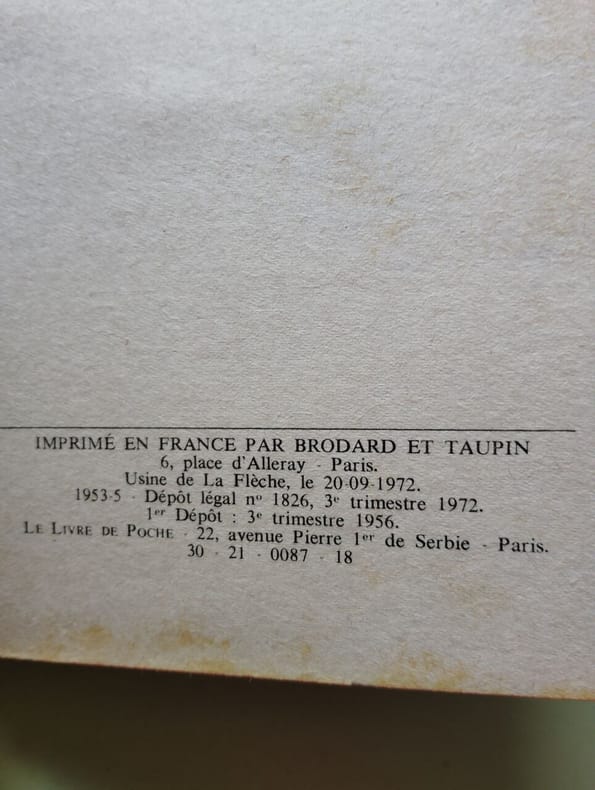 IMPRIMÉ EN FRANCE PAR BRODARD ET TAUPIN
6, place d'Alleray - Paris.
Usine de La Flèche, le 20-09-1972.
1953-5 - Dépôt légal nº 1826, 3ᵉ trimestre 1972.
1ᵉʳ Dépôt : 3ᵉ trimestre 1956.
LE LIVRE DE POCHE - 22, avenue Pierre 1ᵉʳ de Serbie - Paris.
30 - 21 - 0087 - 18